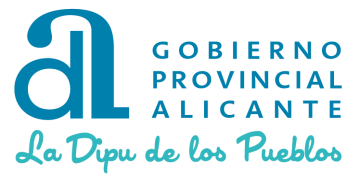 GOBIERNO
PROVINCIAL
ALICANTE
La Dipu de los Pueblos